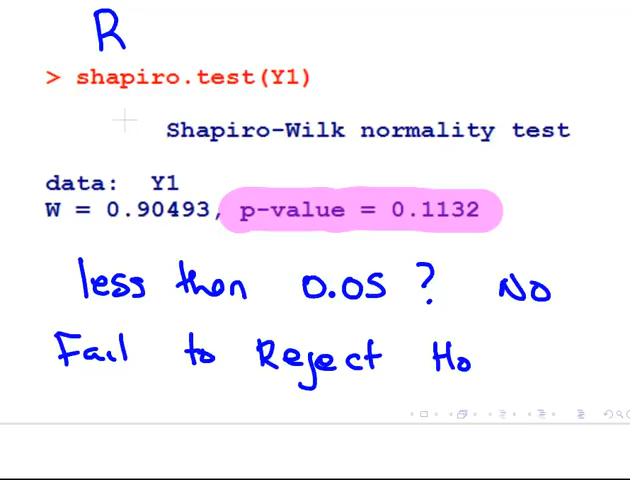 R
> shapiro.test(Y1)
Shapiro-Wilk normality test
data: Y1
W = 0.90493, p-value = 0.1132
less than 0.05 ? No
Fail to Reject Ho